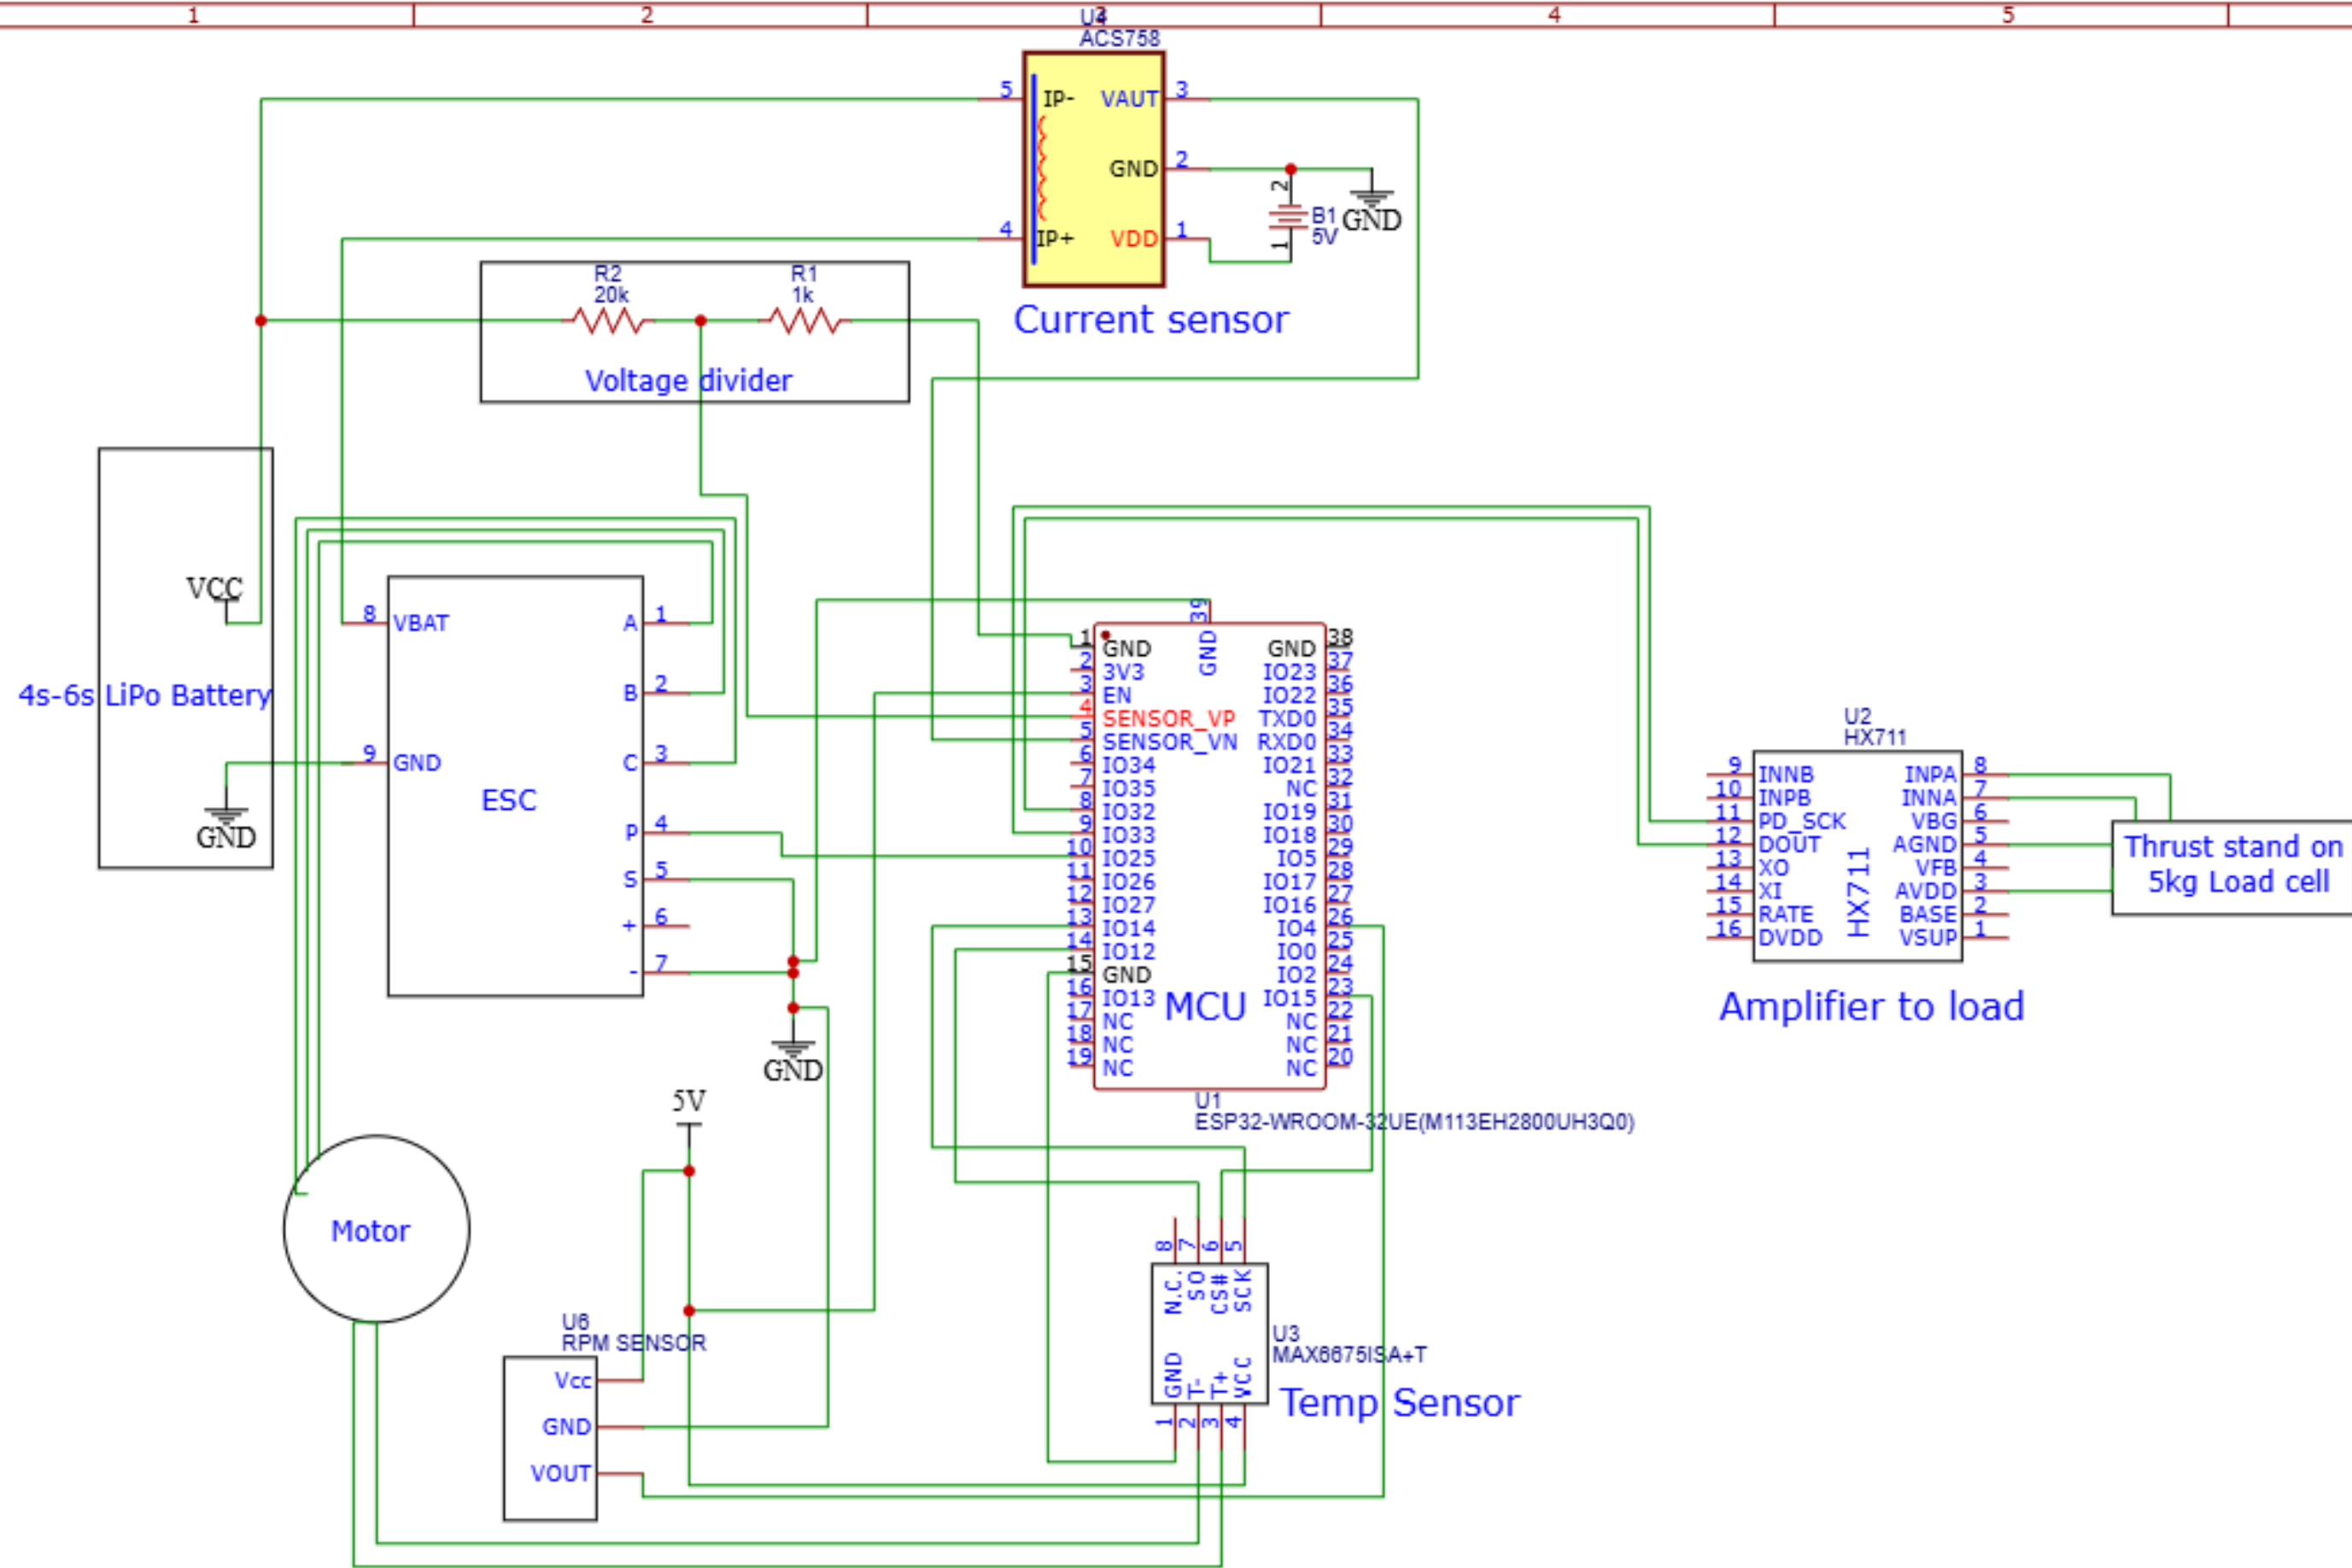 1
2
3
4
5
U4
ACS758
5
IP-
VAUT
3
GND
2
4
IP+
VDD
1
2
B1
5V
1
GND
Current sensor
R2
20k
R1
1k
Voltage divider
VCC
4s-6s LiPo Battery
GND
8
VBAT
9
GND
ESC
A
1
B
2
C
3
P
4
S
5
+
6
-
7
GND
39
GND
1
GND
2
3V3
3
EN
4
SENSOR_VP
5
SENSOR_VN
6
IO34
7
IO35
8
IO32
9
IO33
10
IO25
11
IO26
12
IO27
13
IO14
14
IO12
15
GND
16
IO13
17
NC
18
NC
19
NC
GND
38
IO23
37
IO22
36
TXD0
35
RXD0
34
IO21
33
NC
32
IO19
31
IO18
30
IO5
29
IO17
28
IO16
27
IO4
26
IO0
25
IO2
24
IO15
23
NC
22
NC
21
NC
20
MCU
U1
ESP32-WROOM-32UE(M113EH2800UH3Q0)
U2
HX711
9
INNB
10
INPB
11
PD_SCK
12
DOUT
13
XO
14
XI
15
RATE
16
DVDD
HX711
INPA
8
INNA
7
VBG
6
AGND
5
VFB
4
AVDD
3
BASE
2
VSUP
1
Thrust stand on
5kg Load cell
Amplifier to load
5V
Motor
U6
RPM SENSOR
Vcc
GND
VOUT
8
7
6
5
N.C.
SO
CS#
SCK
GND
T-
T+
VCC
1
2
3
4
U3
MAX6675ISA+T
Temp Sensor